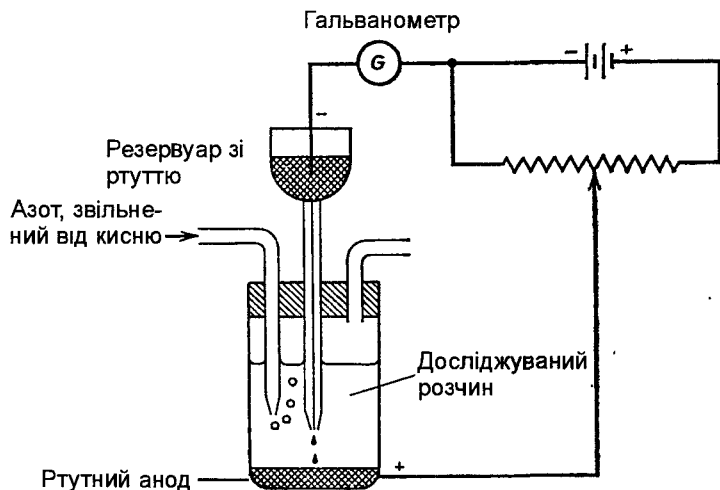 Гальванометр
G
− +
−
Резервуар зі
ртуттю
Азот, звільне-
ний від кисню
Досліджуваний
розчин
Ртутний анод
+